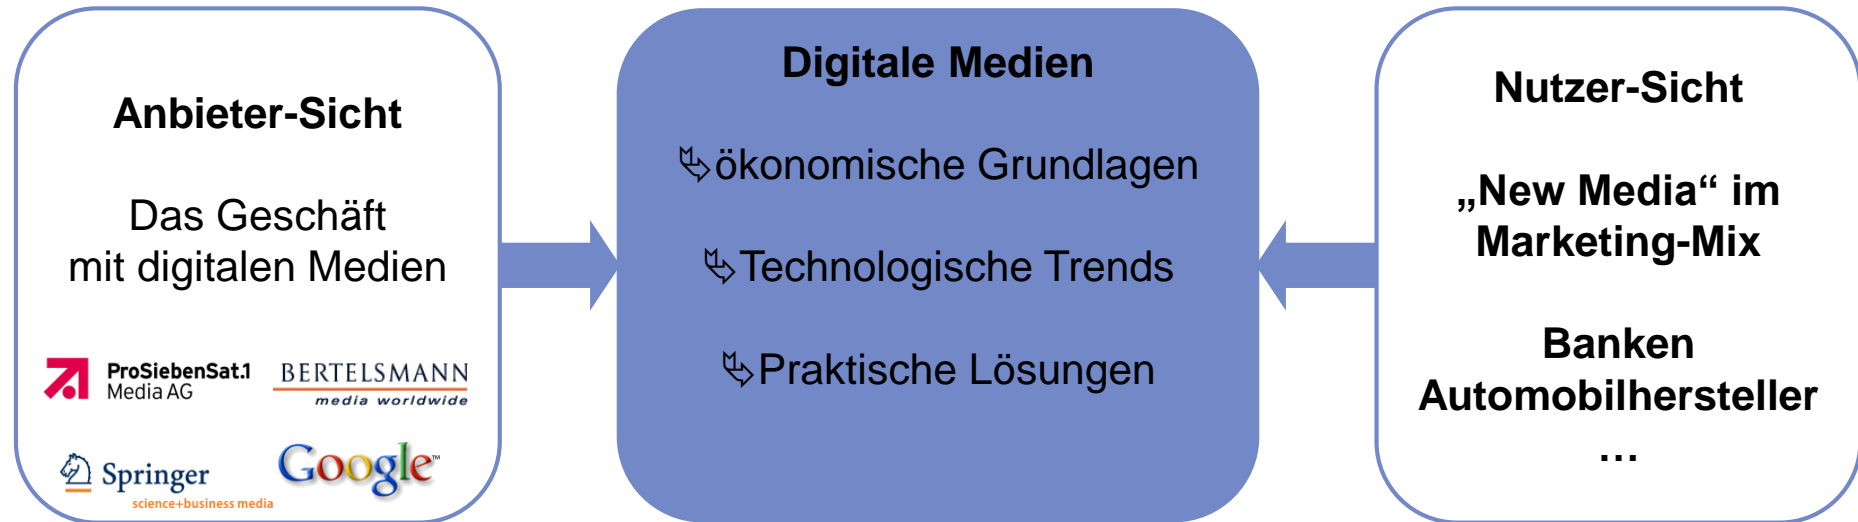 Anbieter-Sicht
Das Geschäft
mit digitalen Medien
ProSiebenSat.1
Media AG
BERTELSMANN
media worldwide
Springer
science+business media
Google™
Digitale Medien
ökonomische Grundlagen
Technologische Trends
Praktische Lösungen
Nutzer-Sicht
„New Media“ im
Marketing-Mix
Banken
Automobilhersteller
…